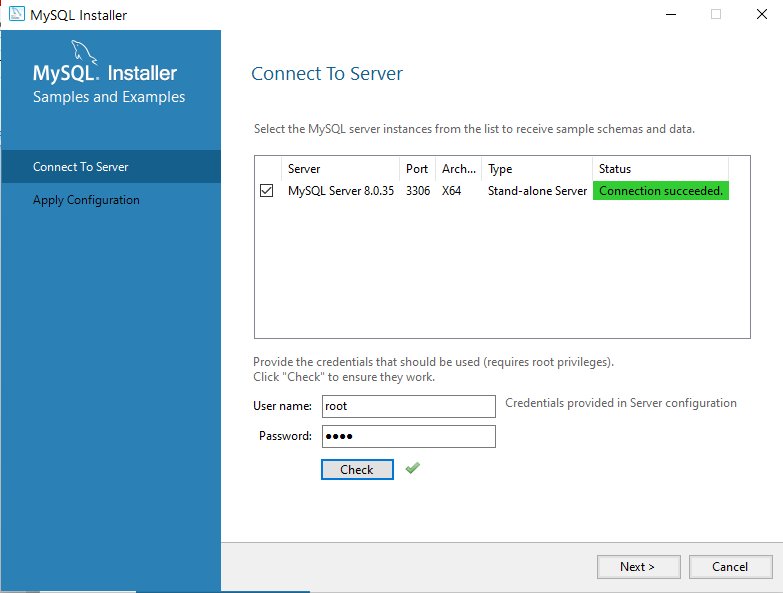 MySQL Installer
MySQL® Installer
Samples and Examples
Connect To Server
Apply Configuration
Connect To Server
Select the MySQL server instances from the list to receive sample schemas and data.
Server Port Arch... Type Status
MySQL Server 8.0.35 3306 X64 Stand-alone Server Connection succeeded.
Provide the credentials that should be used (requires root privileges).
Click "Check" to ensure they work.
User name: root Credentials provided in Server configuration
Password: ●●●●
Check
Next > Cancel